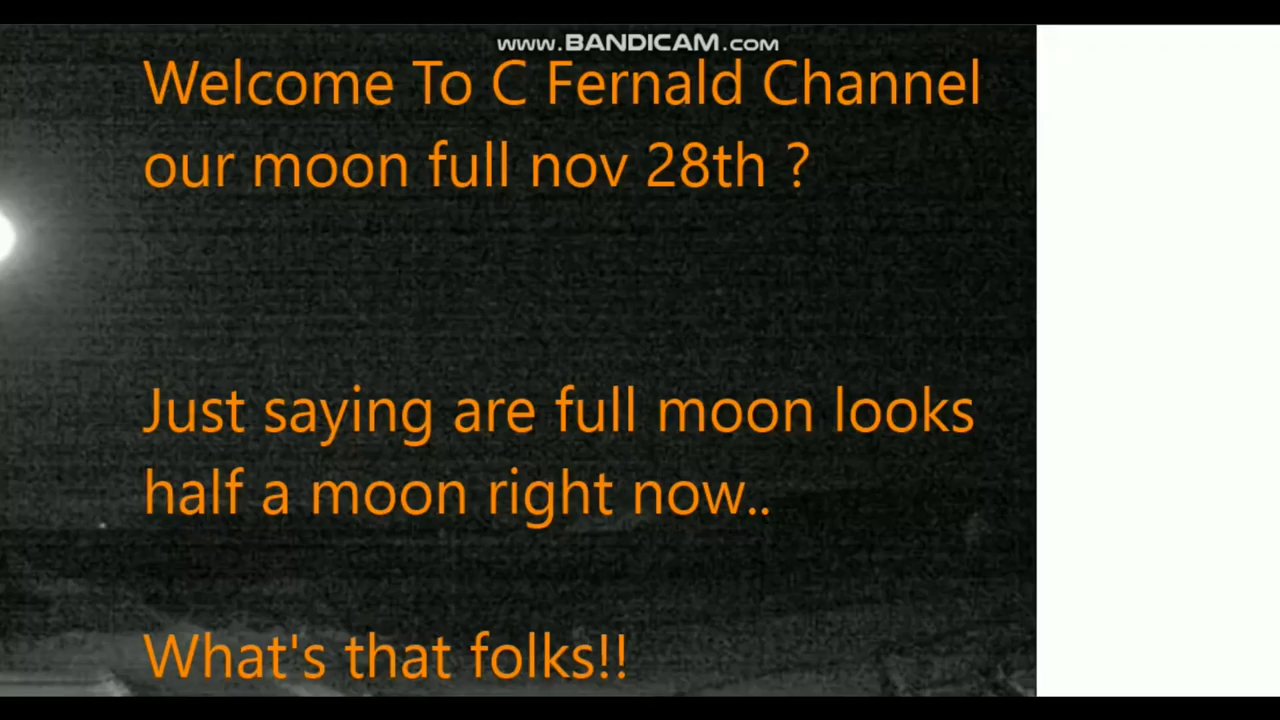 www.BANDICAM.com
Welcome To C Fernald Channel
our moon full nov 28th ?
Just saying are full moon looks
half a moon right now..
What's that folks!!